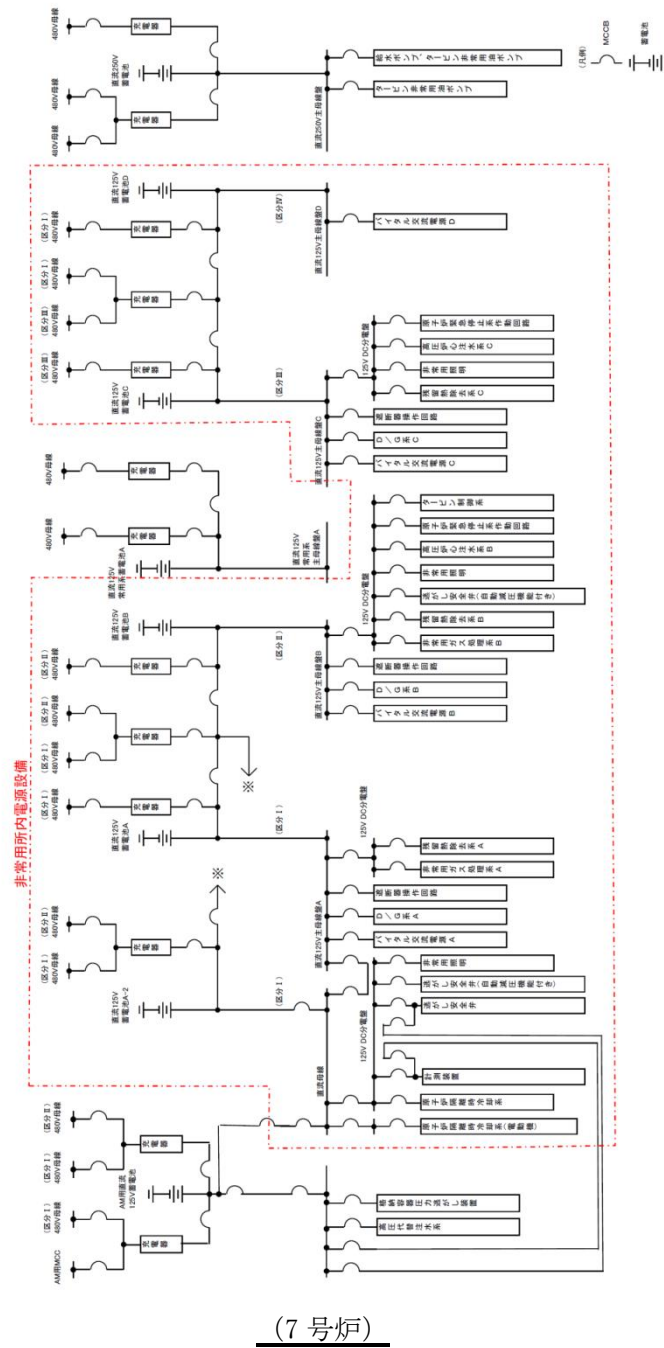 非常用所内電源設備
AM用MCC
(区分Ⅰ)
480V母線
(区分Ⅰ)
480V母線
(区分Ⅱ)
480V母線
充電器
充電器
AM用直流
125V蓄電池
高圧代替注水系
格納容器圧力逃がし装置
(区分Ⅰ)
480V母線
(区分Ⅱ)
480V母線
充電器
直流125V
蓄電池A-2
※
(区分Ⅰ)
直流母線
125V DC分電盤
原子炉隔離時冷却系(電動機)
原子炉隔離時冷却系
計測装置
逃がし安全弁
逃がし安全弁(自動減圧機能付き)
非常用照明
直流125V
蓄電池A
(区分Ⅰ)
480V母線
(区分Ⅰ)
480V母線
(区分Ⅱ)
480V母線
(区分Ⅱ)
480V母線
充電器
充電器
充電器
直流125V
蓄電池B
※
(区分Ⅰ)
(区分Ⅱ)
直流125V主母線盤A
バイタル交流電源A
D/G系A
遮断器操作回路
125V DC分電盤
非常用ガス処理系A
残留熱除去系A
直流125V主母線盤B
バイタル交流電源B
D/G系B
遮断器操作回路
125V DC分電盤
非常用ガス処理系B
残留熱除去系B
逃がし安全弁(自動減圧機能付き)
非常用照明
高圧炉心注水系B
原子炉緊急停止系作動回路
タービン制御系
直流125V
常用系蓄電池A
480V母線
480V母線
充電器
充電器
直流125V
常用系
主母線盤A
直流125V
蓄電池C
(区分Ⅲ)
480V母線
(区分Ⅲ)
480V母線
(区分Ⅰ)
480V母線
(区分Ⅰ)
480V母線
充電器
充電器
充電器
直流125V
蓄電池D
(区分Ⅲ)
(区分Ⅳ)
直流125V主母線盤C
バイタル交流電源C
D/G系C
遮断器操作回路
125V DC分電盤
残留熱除去系C
非常用照明
高圧炉心注水系C
原子炉緊急停止系作動回路
直流125V主母線盤D
バイタル交流電源D
480V母線
480V母線
480V母線
充電器
充電器
直流250V
蓄電池
直流250V主母線盤
タービン非常用油ポンプ
給水ポンプ、タービン非常用油ポンプ
(凡例)
MCCB
蓄電池
(7 号炉)